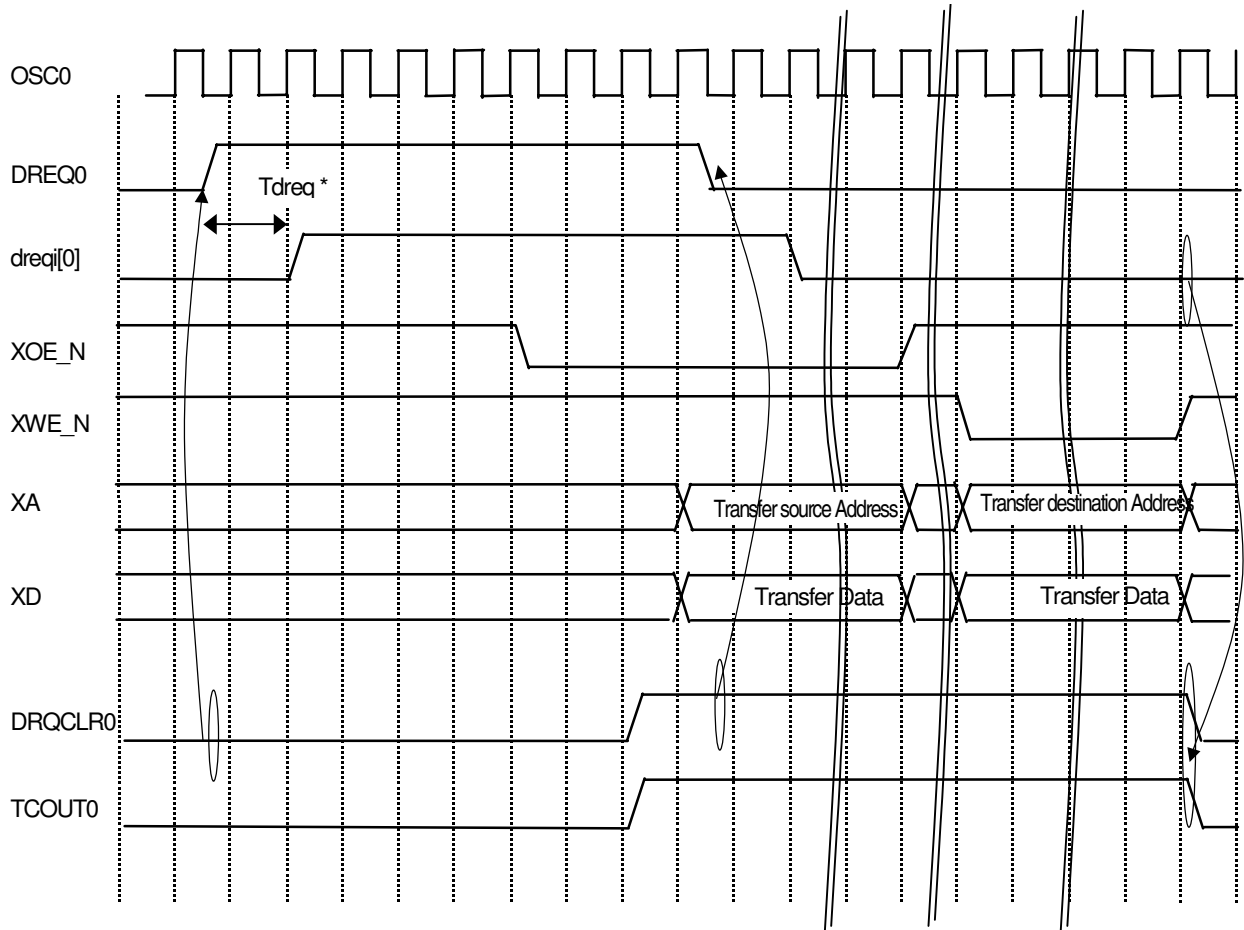 OSC0
DREQ0
Tdreq *
dreqi[0]
XOE_N
XWE_N
XA
Transfer source Address
Transfer destination Address
XD
Transfer Data
Transfer Data
DRQCLR0
TCOUT0